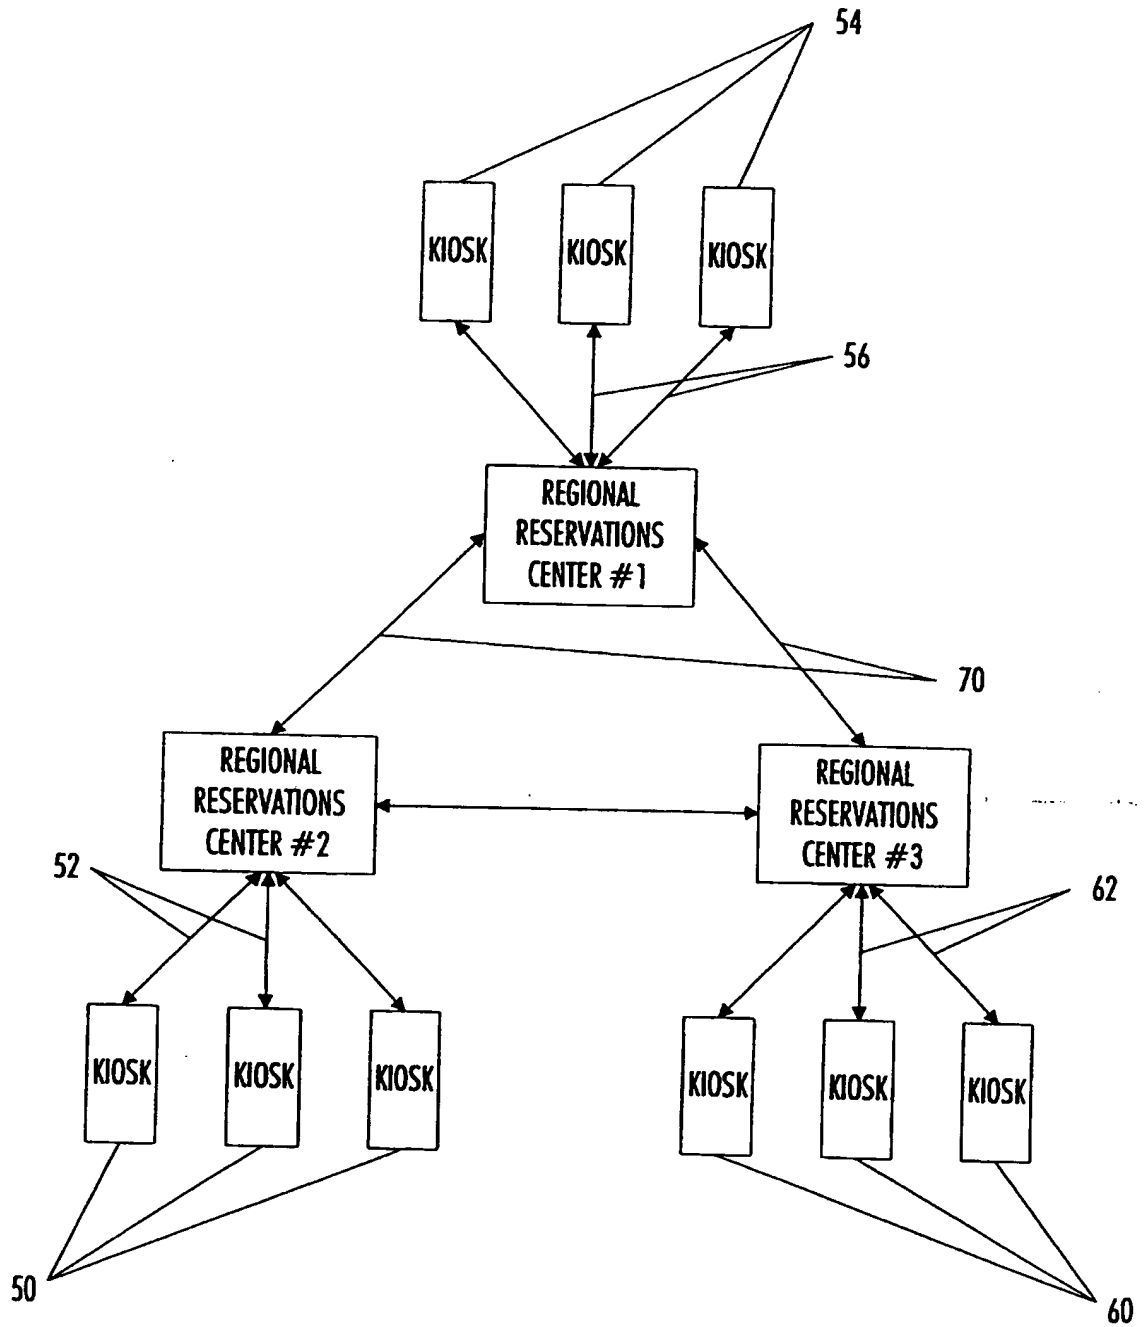 54
KIOSK
KIOSK
KIOSK
56
REGIONAL
RESERVATIONS
CENTER #1
70
REGIONAL
RESERVATIONS
CENTER #2
REGIONAL
RESERVATIONS
CENTER #3
52
62
KIOSK
KIOSK
KIOSK
KIOSK
KIOSK
KIOSK
50
60